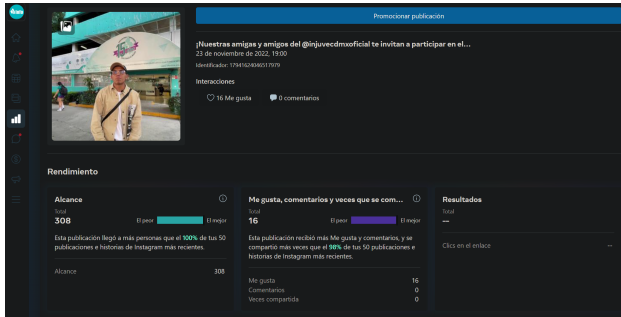 Promocionar publicación
¡Nuestras amigas y amigos del @injuvecdmxoficial te invitan a participar en el...
23 de noviembre de 2022, 19:00
Identificador: 17941624046517979
Interacciones
16 Me gusta
0 comentarios
Rendimiento
Alcance
Total
308
El peor
El mejor
Esta publicación llegó a más personas que el 100% de tus 50
publicaciones e historias de Instagram más recientes.
Alcance 308
Me gusta, comentarios y veces que se com...
Total
16
El peor
El mejor
Esta publicación recibió más Me gusta y comentarios, y se
compartió más veces que el 98% de tus 50 publicaciones e
historias de Instagram más recientes.
Me gusta 16
Comentarios 0
Veces compartida 0
Resultados
Total
--
Clics en el enlace --